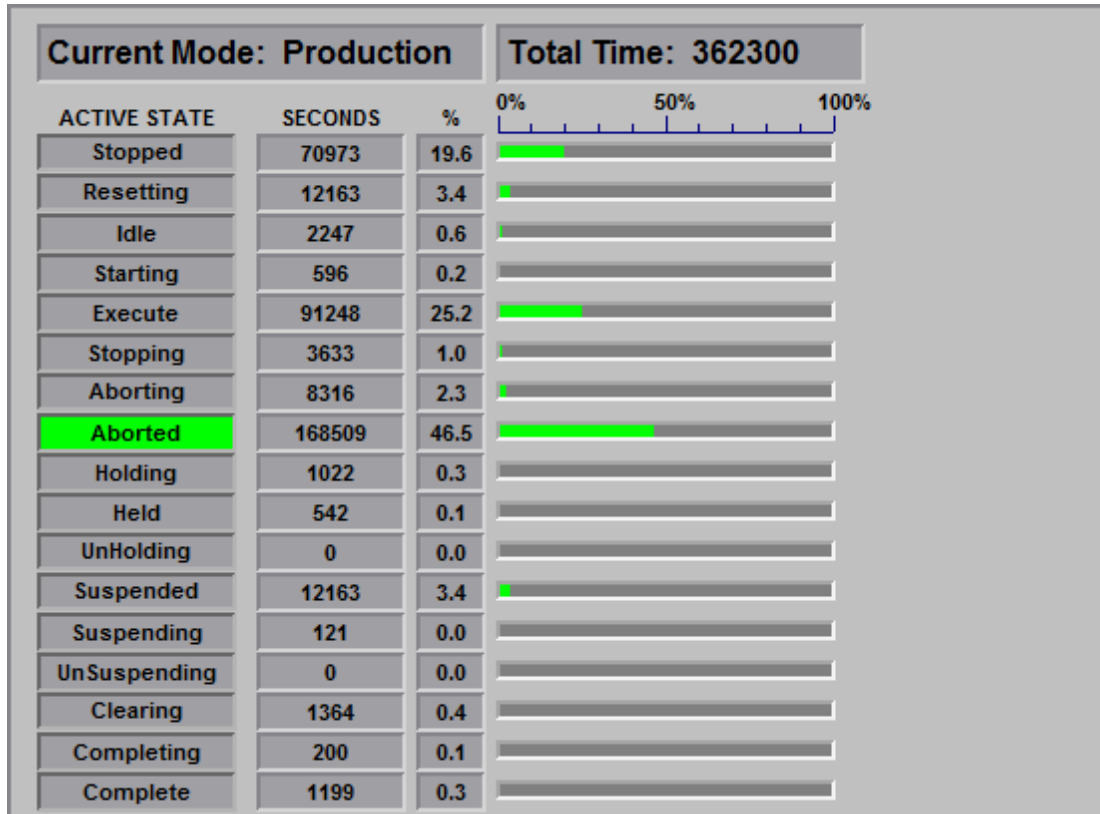 Current Mode: Production Total Time: 362300
0% 50% 100%
ACTIVE STATE SECONDS %
Stopped 70973 19.6
Resetting 12163 3.4
Idle 2247 0.6
Starting 596 0.2
Execute 91248 25.2
Stopping 3633 1.0
Aborting 8316 2.3
Aborted 168509 46.5
Holding 1022 0.3
Held 542 0.1
UnHolding 0 0.0
Suspended 12163 3.4
Suspending 121 0.0
UnSuspending 0 0.0
Clearing 1364 0.4
Completing 200 0.1
Complete 1199 0.3